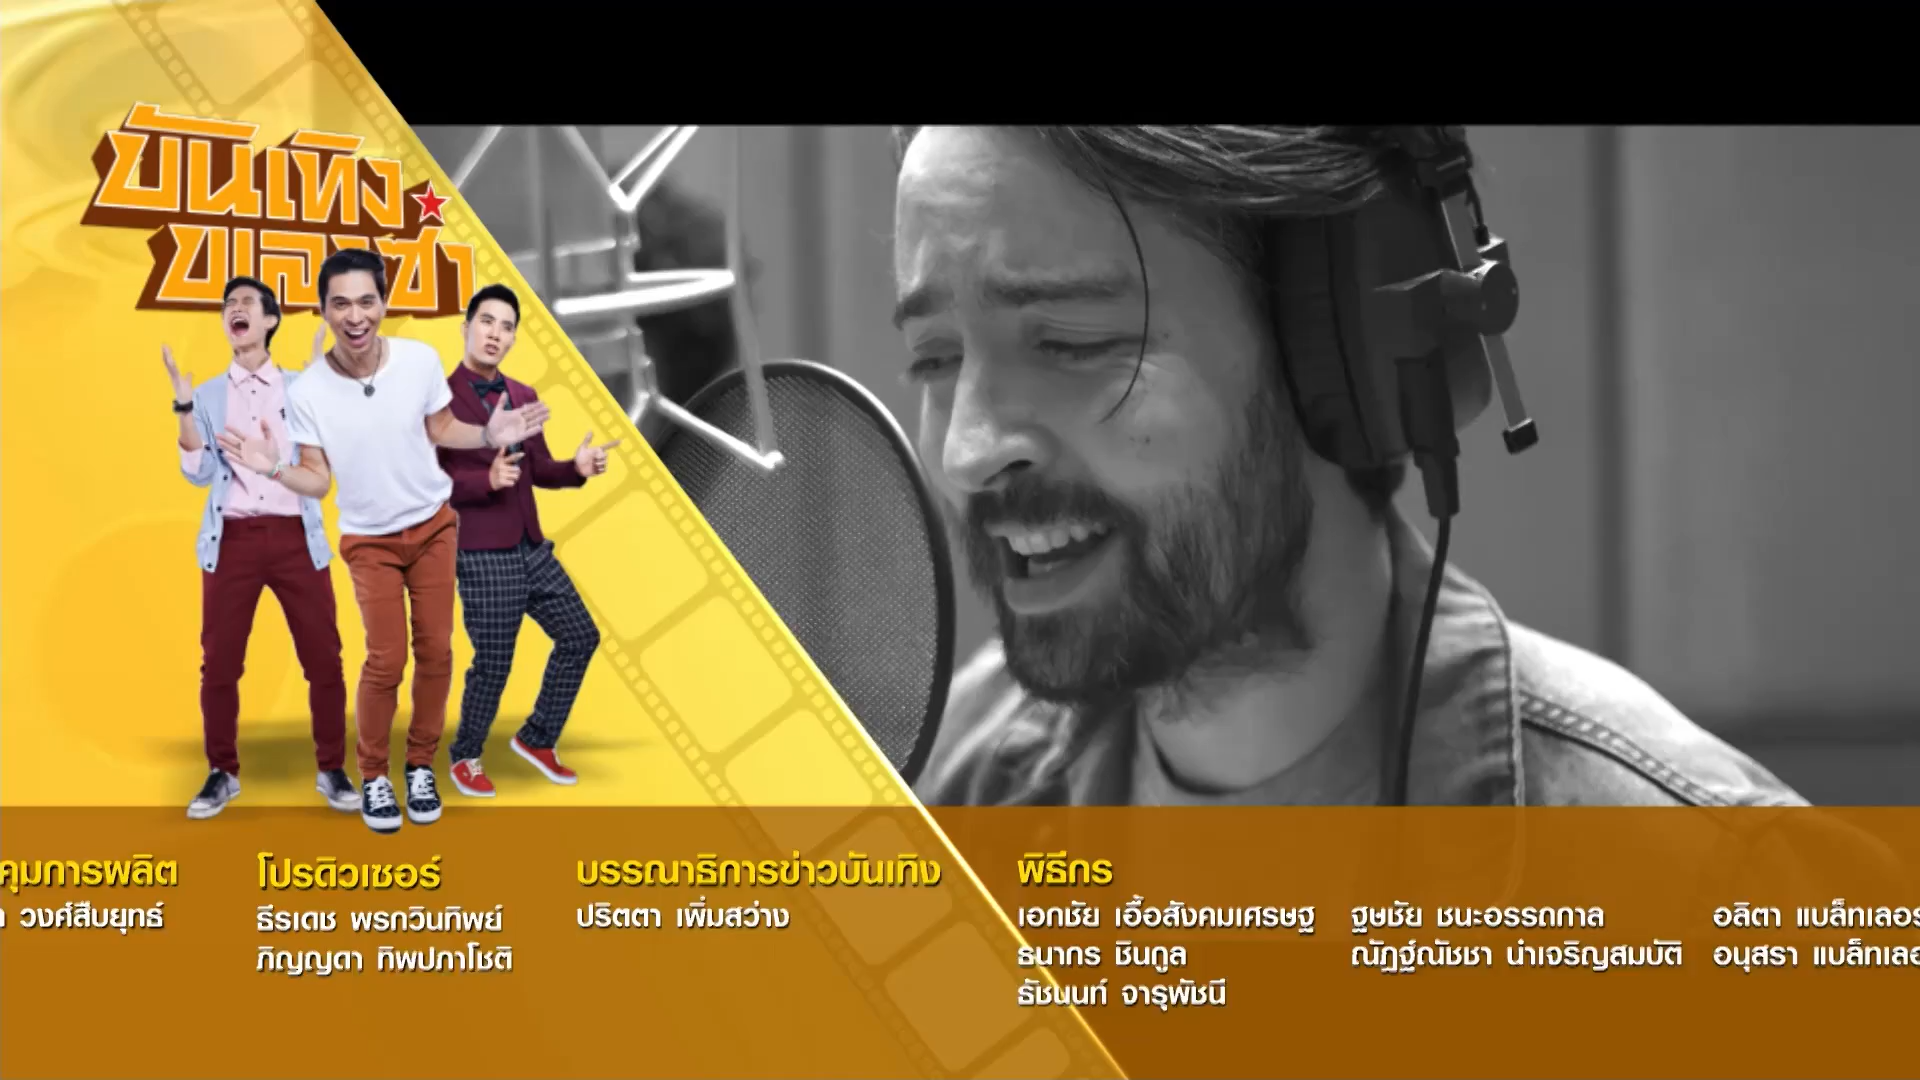 บันเทิง
คุมการผลิต
วงศ์สืบยุทธ์
โปรดิวเซอร์
ธีรเดช พรกวินทิพย์
ภิญญดา ทิพปภาโชติ
บรรณาธิการข่าวบันเทิง
ปริตตา เพิ่มสว่าง
พิธีกร
เอกชัย เอื้อสังคมเศรษฐ
ธนากร ชินกูล
ธัชนนท์ จารุพัชนี
ฐษชัย ชนะอรรถกาล
ณัฏฐ์ณัชชา นำเจริญสมบัติ
อลิตา แบล็ทเลอร์
อนุสรา แบล็ทเลอ